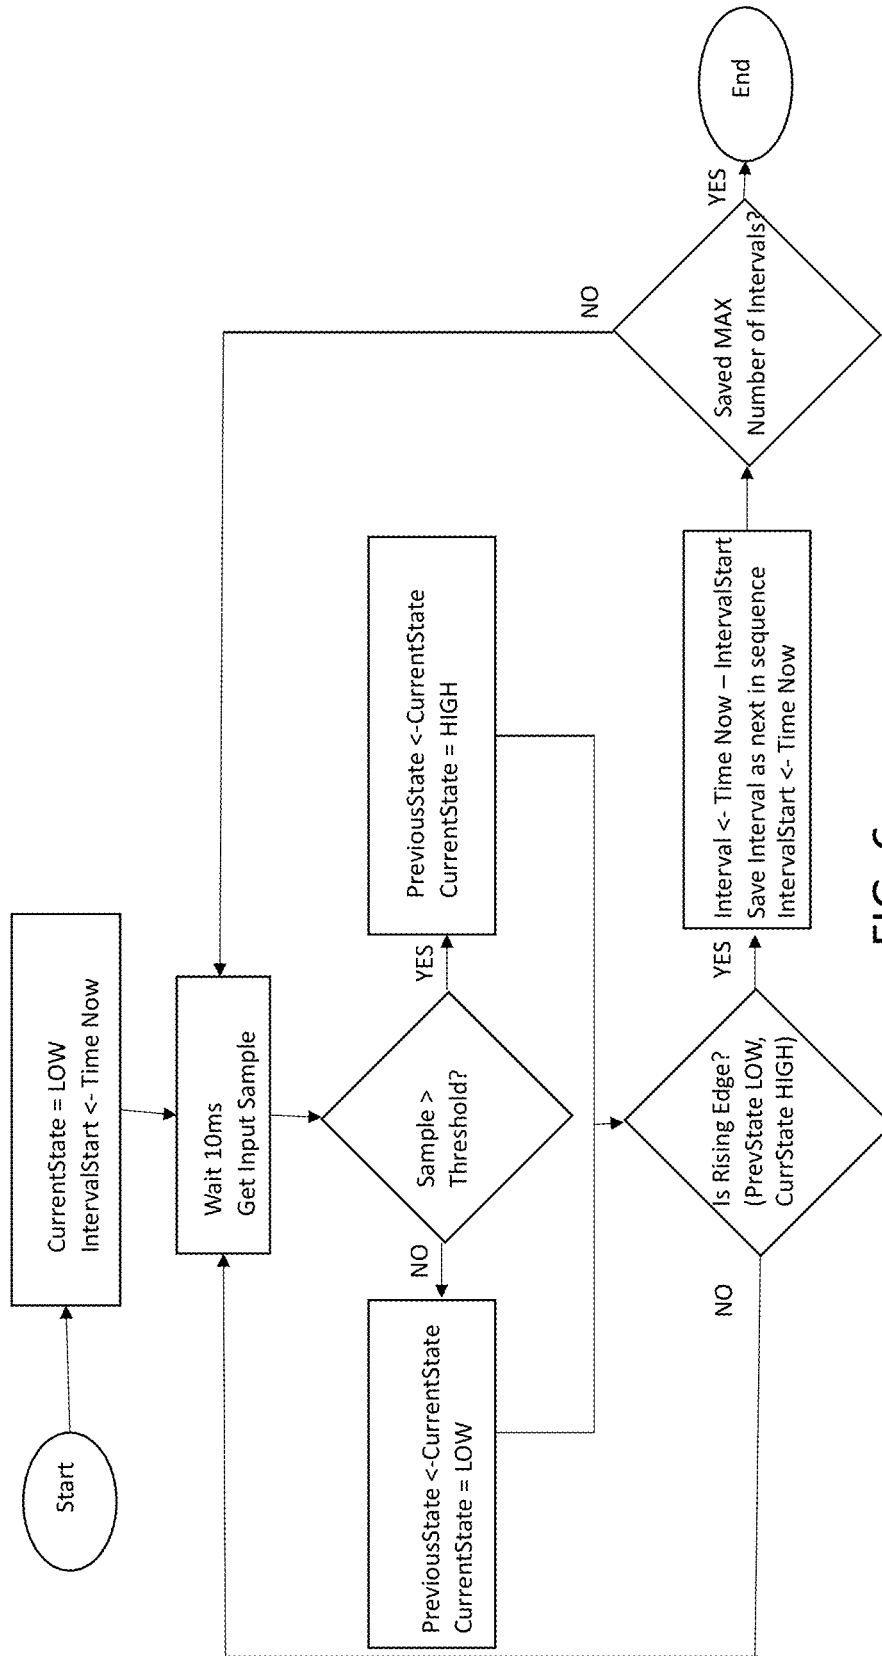 Start
CurrentState = LOW
IntervalStart <- Time Now
Wait 10ms
Get Input Sample
Sample >
Threshold?
NO
YES
PreviousState <-CurrentState
CurrentState = LOW
PreviousState <-CurrentState
CurrentState = HIGH
Is Rising Edge?
(PrevState LOW,
CurrState HIGH)
NO
YES
Interval <- Time Now – IntervalStart
Save Interval as next in sequence
IntervalStart <- Time Now
Saved MAX
Number of Intervals?
NO
YES
End